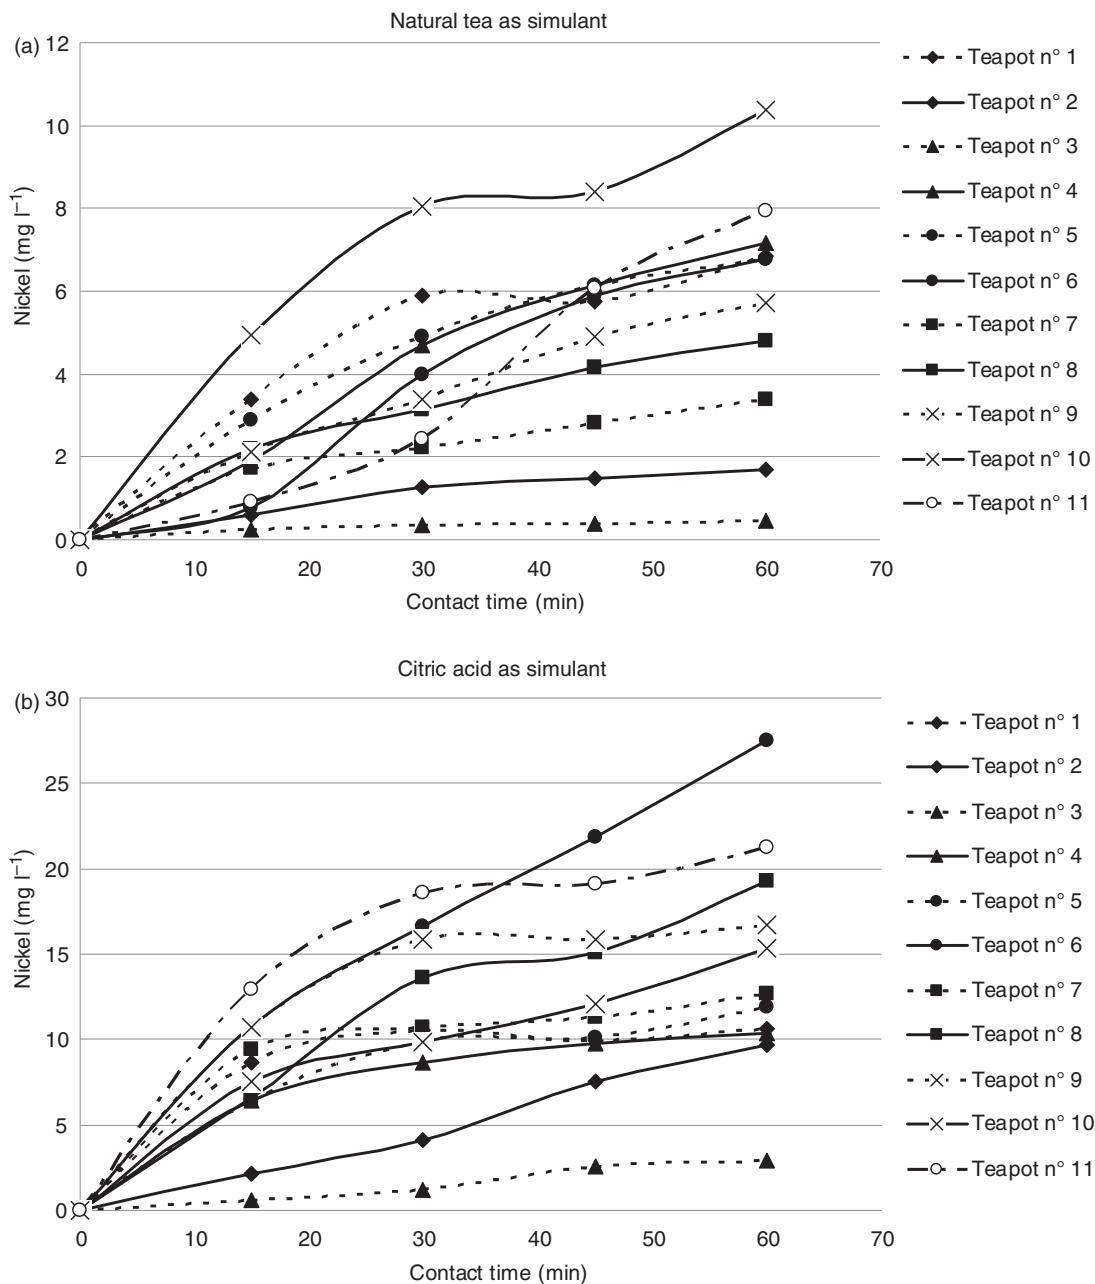 Natural tea as simulant
(a)
12
10
8
6
4
2
0
Nickel (mg l⁻¹)
0 10 20 30 40 50 60 70
Contact time (min)
Teapot n° 1
Teapot n° 2
Teapot n° 3
Teapot n° 4
Teapot n° 5
Teapot n° 6
Teapot n° 7
Teapot n° 8
Teapot n° 9
Teapot n° 10
Teapot n° 11
Citric acid as simulant
(b)
30
25
20
15
10
5
0
Nickel (mg l⁻¹)
0 10 20 30 40 50 60 70
Contact time (min)
Teapot n° 1
Teapot n° 2
Teapot n° 3
Teapot n° 4
Teapot n° 5
Teapot n° 6
Teapot n° 7
Teapot n° 8
Teapot n° 9
Teapot n° 10
Teapot n° 11